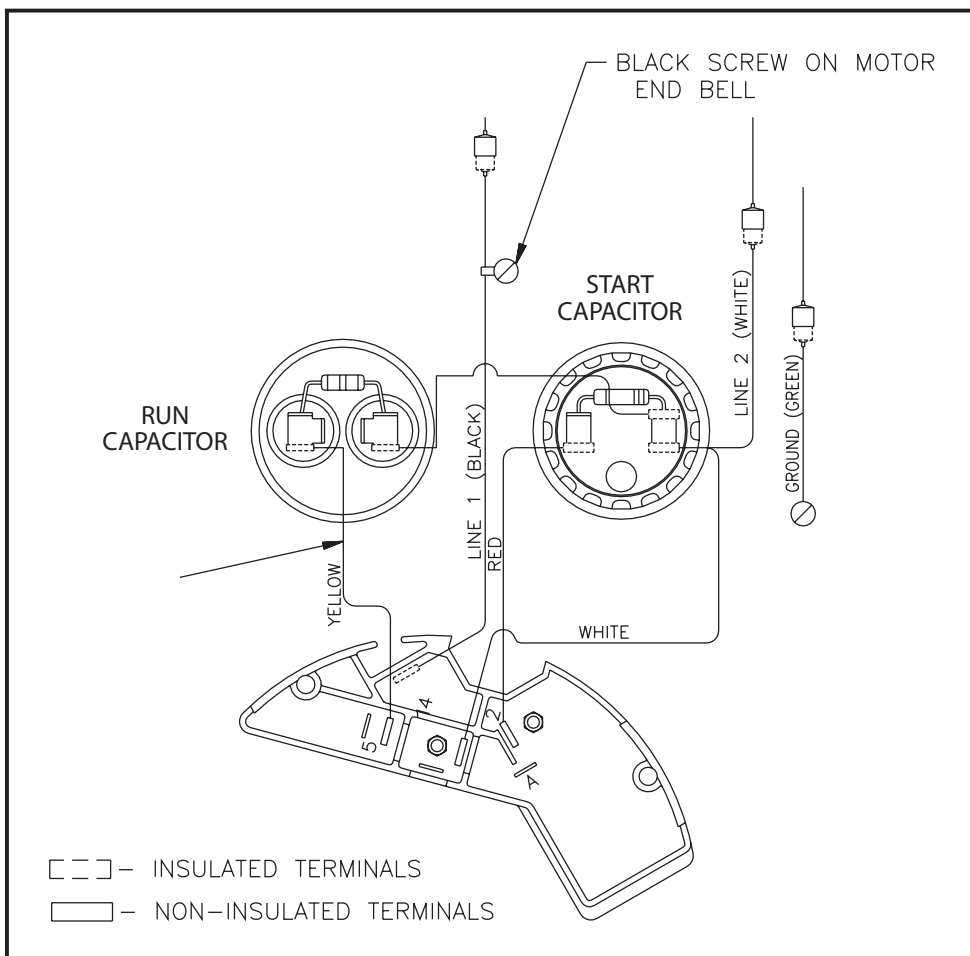 BLACK SCREW ON MOTOR
END BELL
START
CAPACITOR
RUN
CAPACITOR
LINE 1 (BLACK)
RED
LINE 2 (WHITE)
GROUND (GREEN)
YELLOW
WHITE
14
5
2
A
- INSULATED TERMINALS
- NON-INSULATED TERMINALS